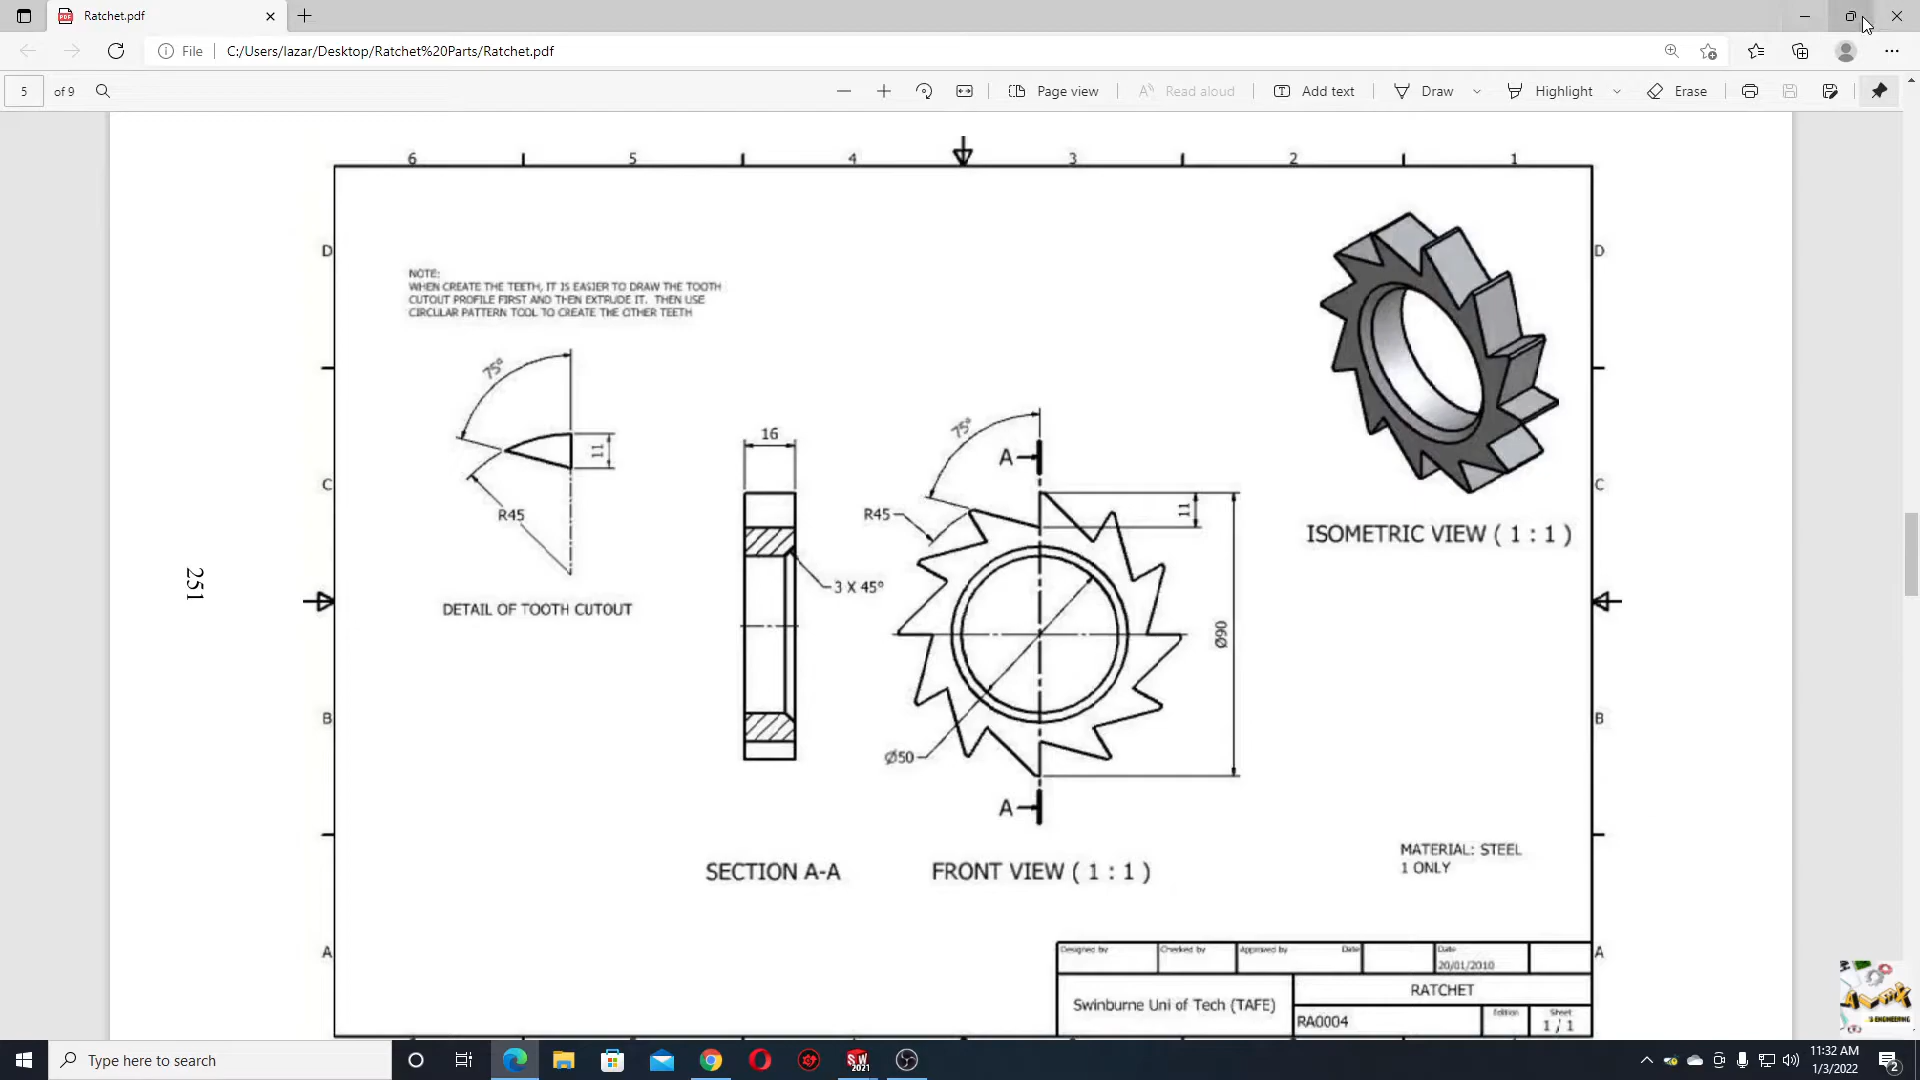 Ratchet.pdf
File
C:/Users/lazar/Desktop/Ratchet%20Parts/Ratchet.pdf
5 of 9
Page view
Read aloud
Add text
Draw
Highlight
Erase
6 5 4 3 2 1
D
D
NOTE:
WHEN CREATE THE TEETH, IT IS EASIER TO DRAW THE TOOTH
CUTOUT PROFILE FIRST AND THEN EXTRUDE IT. THEN USE
CIRCULAR PATTERN TOOL TO CREATE THE OTHER TEETH
75°
11
R45
DETAIL OF TOOTH CUTOUT
16
3 X 45°
75°
A
R45
11
Ø90
Ø50
A
C
C
ISOMETRIC VIEW ( 1 : 1 )
251
B
B
SECTION A-A
FRONT VIEW ( 1 : 1 )
MATERIAL: STEEL
1 ONLY
A
A
Designed by
Checked by
Approved by
Date
Date
20/01/2010
Swinburne Uni of Tech (TAFE)
RATCHET
RA0004
Edition
Sheet
1 / 1
'S ENGINEERING
Type here to search
SW
2021
11:32 AM
1/3/2022
2